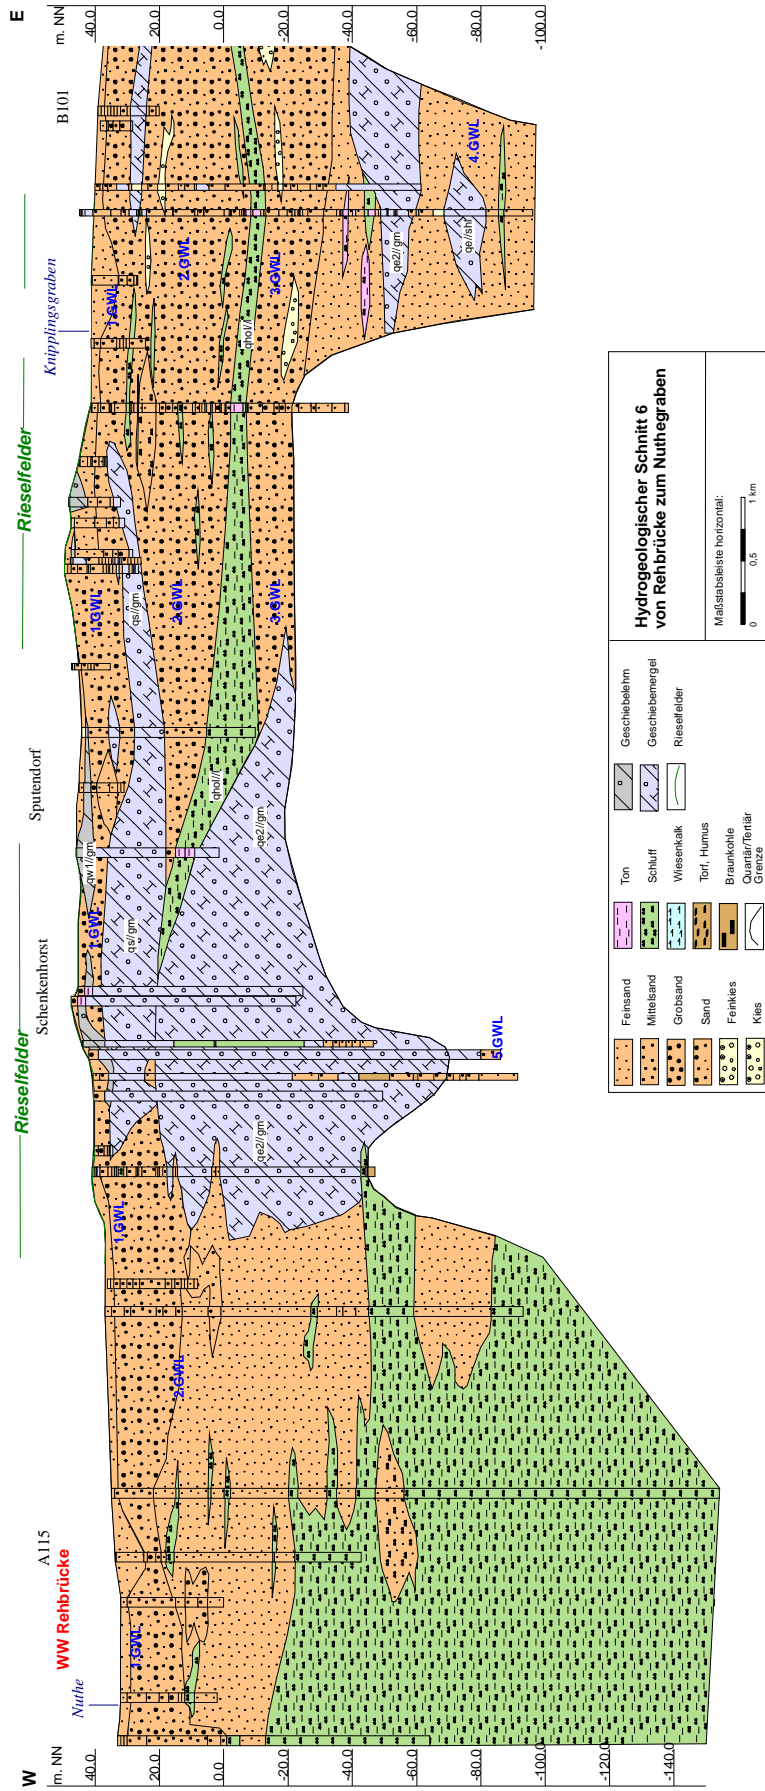 W
E
m. NN
40.0
20.0
0.0
-20.0
-40.0
-60.0
-80.0
-100.0
-120.0
-140.0
m. NN
40.0
20.0
0.0
-20.0
-40.0
-60.0
-80.0
-100.0
Nuthe
WW Rehbrücke
A115
Rieselfelder
Schenkenhorst
Sputendorf
Rieselfelder
Knipplingsgraben
B101
1.GWL
2.GWL
1.GWL
1.GWL
qw1//gm
qs//gm
qe2//gm
5.GWL
qhol//l
qe2//gm
1.GWL
qs//gm
2.GWL
3.GWL
1.GWL
2.GWL
qhol//l
3.GWL
qe2//gm
qe//shl
4.GWL
Feinsand
Mittelsand
Grobsand
Sand
Feinkies
Kies
Ton
Schluff
Wiesenkalk
Torf, Humus
Braunkohle
Quartär/Tertiär
Grenze
Geschiebelehm
Geschiebemergel
Rieselfelder
Hydrogeologischer Schnitt 6
von Rehbrücke zum Nuthegraben
Maßstabsleiste horizontal:
0
0,5
1 km